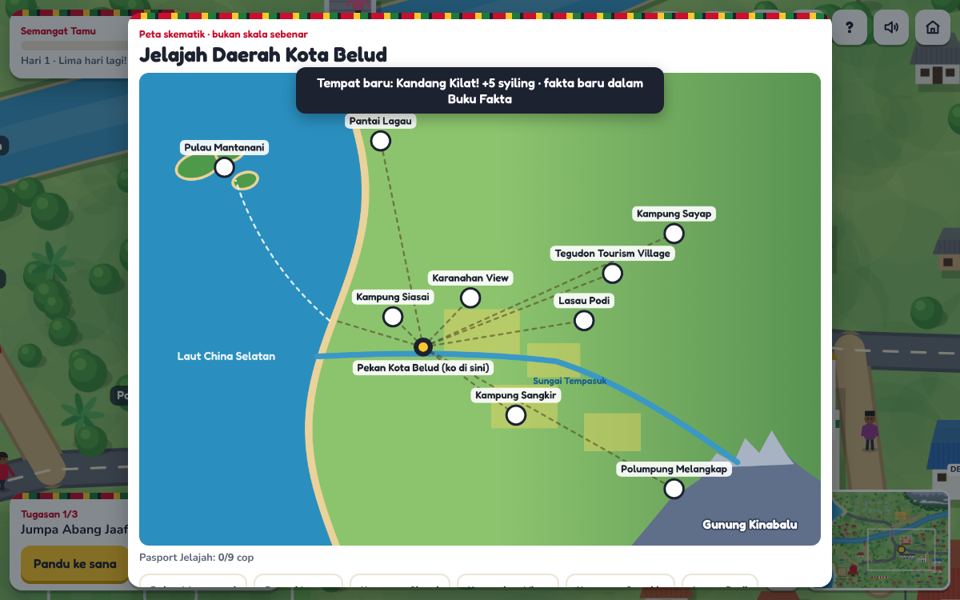 Semangat Tamu
Hari 1 · Lima hari lagi!
Peta skematik · bukan skala sebenar
Jelajah Daerah Kota Belud
Tempat baru: Kandang Kilat! +5 syiling · fakta baru dalam
Buku Fakta
?
Pantai Lagau
Pulau Mantanani
Kampung Sayap
Tegudon Tourism Village
Karanahan View
Kampung Siasai
Lasau Podi
Laut China Selatan
Pekan Kota Belud (ko di sini)
Sungai Tempasuk
Kampung Sangkir
Polumpung Melangkap
Gunung Kinabalu
Pasport Jelajah: 0/9 cop
Tugasan 1/3
Jumpa Abang Jaaf
Pandu ke sana